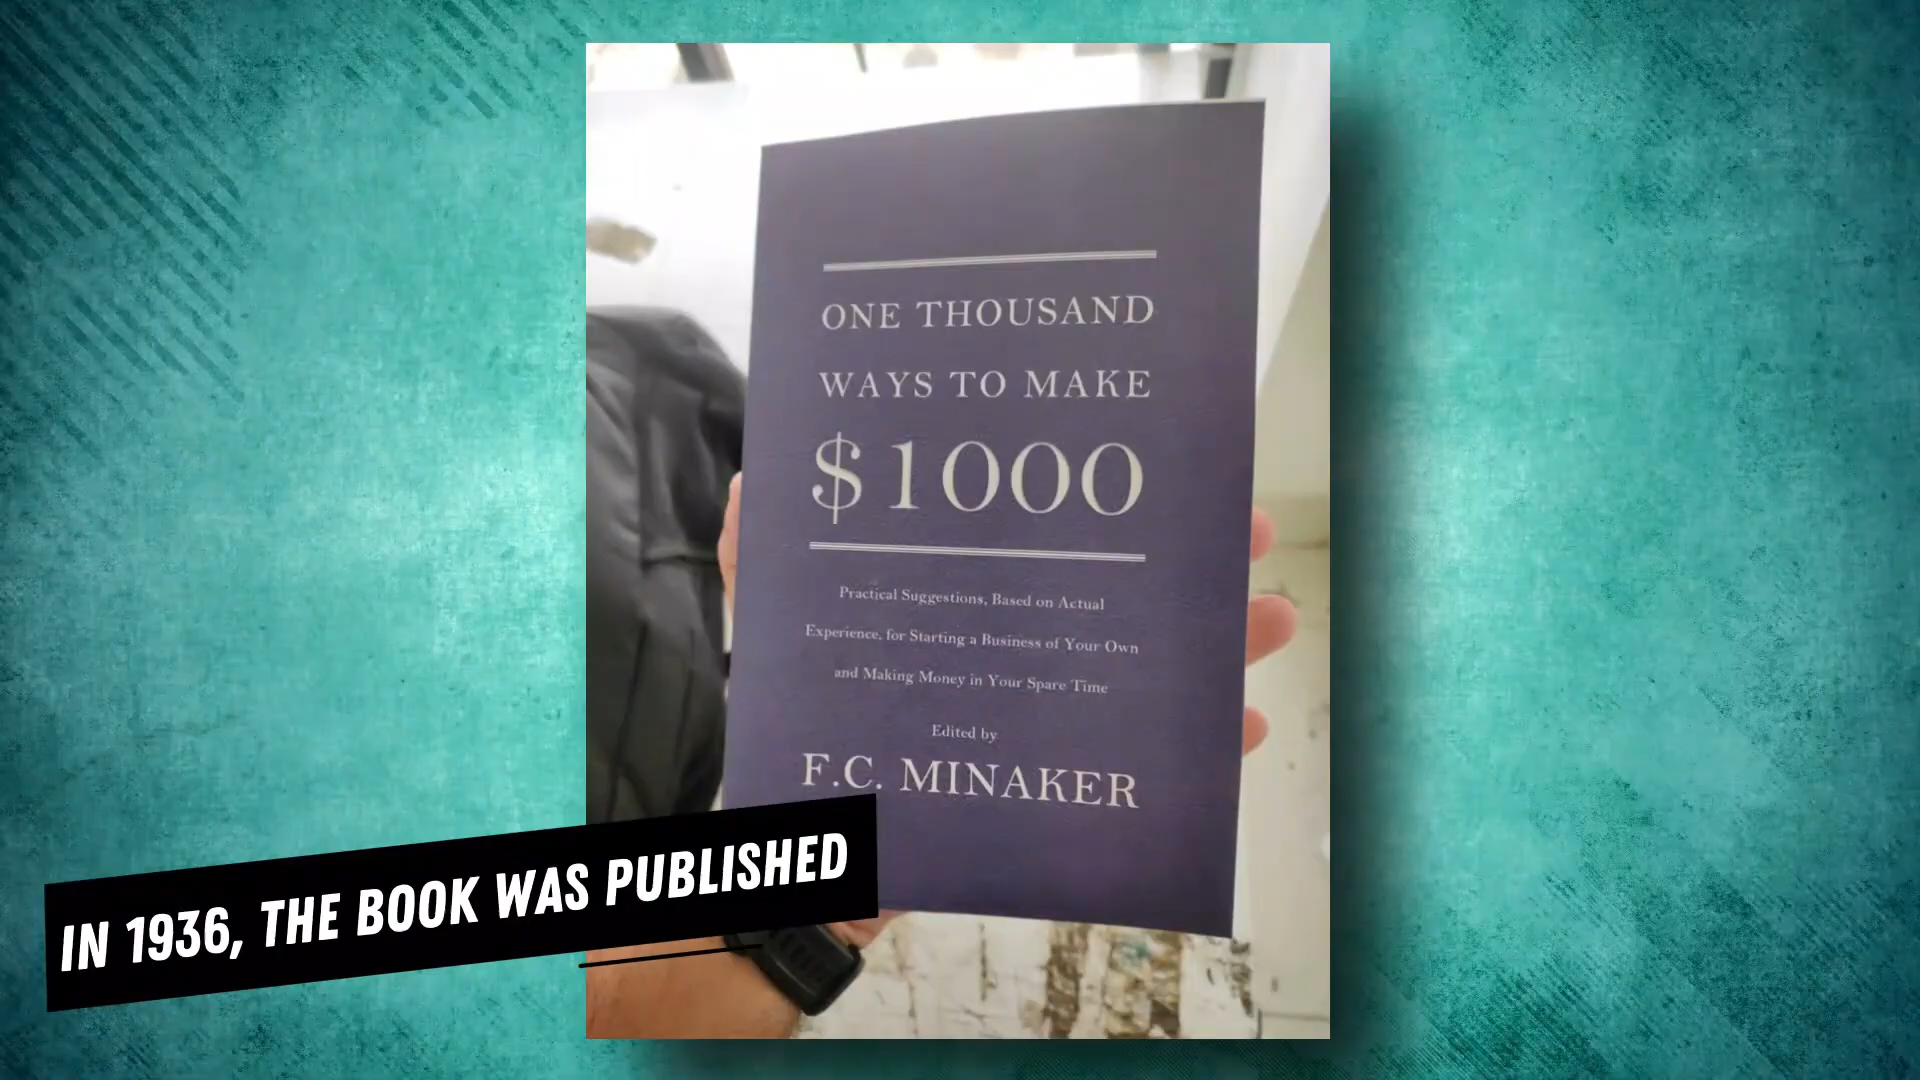 ONE THOUSAND
WAYS TO MAKE
$1000
Practical Suggestions, Based on Actual
Experience, for Starting a Business of Your Own
and Making Money in Your Spare Time
Edited by
F.C. MINAKER
IN 1936, THE BOOK WAS PUBLISHED